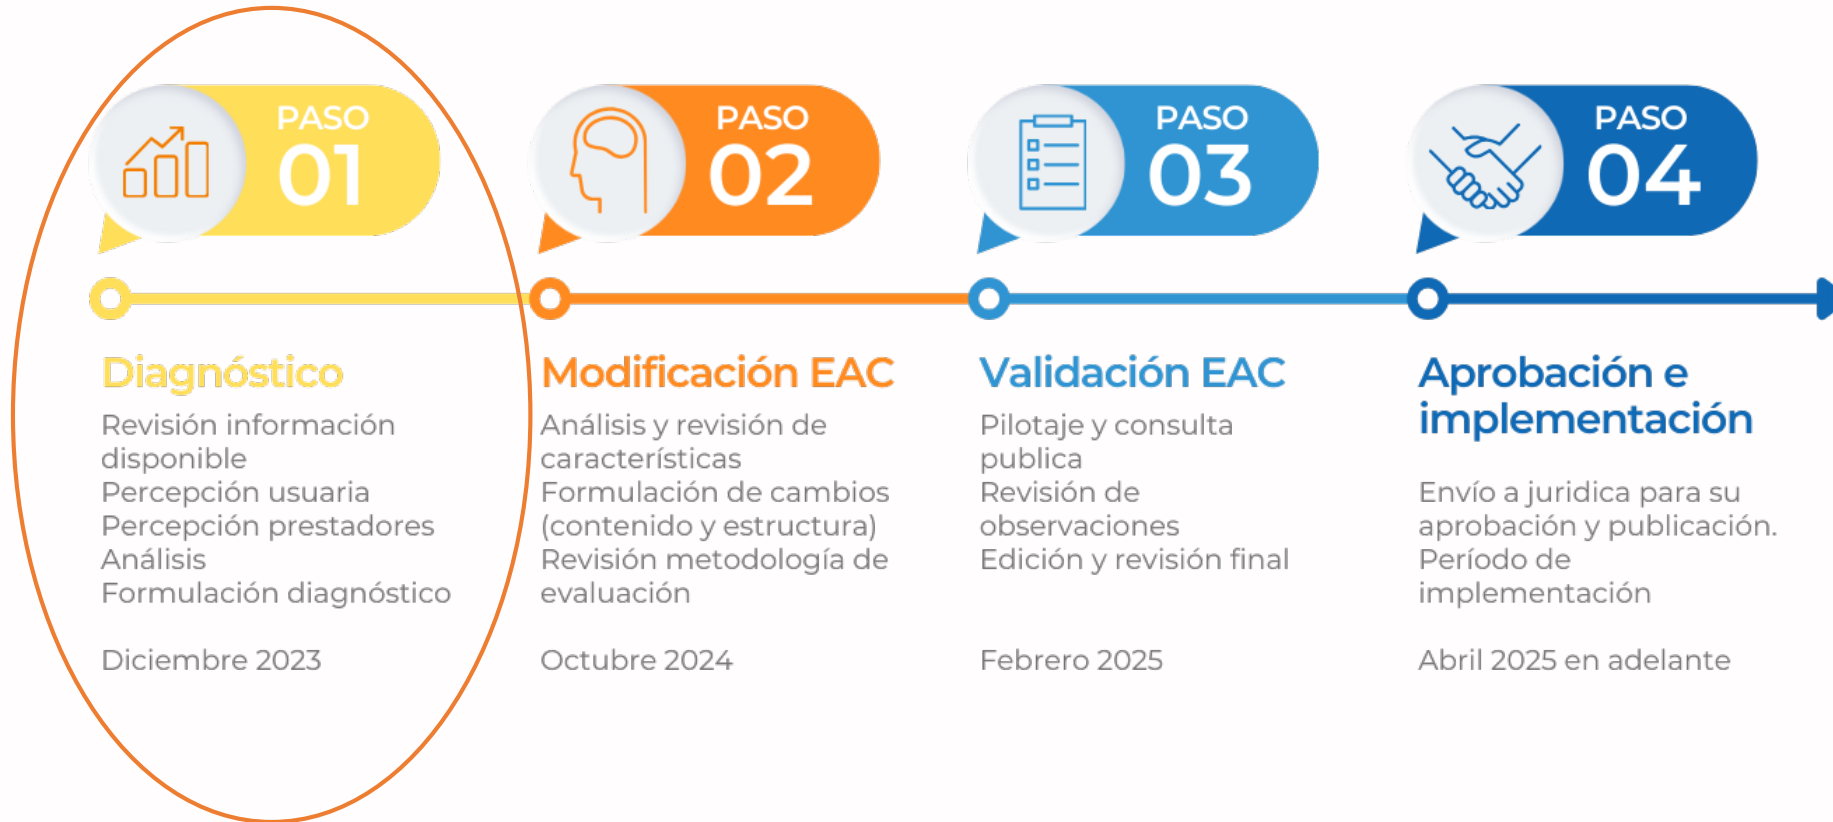 PASO
01
PASO
02
PASO
03
PASO
04
Diagnóstico
Revisión información
disponible
Percepción usuaria
Percepción prestadores
Análisis
Formulación diagnóstico
Diciembre 2023
Modificación EAC
Análisis y revisión de
características
Formulación de cambios
(contenido y estructura)
Revisión metodología de
evaluación
Octubre 2024
Validación EAC
Pilotaje y consulta
publica
Revisión de
observaciones
Edición y revisión final
Febrero 2025
Aprobación e
implementación
Envío a juridica para su
aprobación y publicación.
Período de
implementación
Abril 2025 en adelante